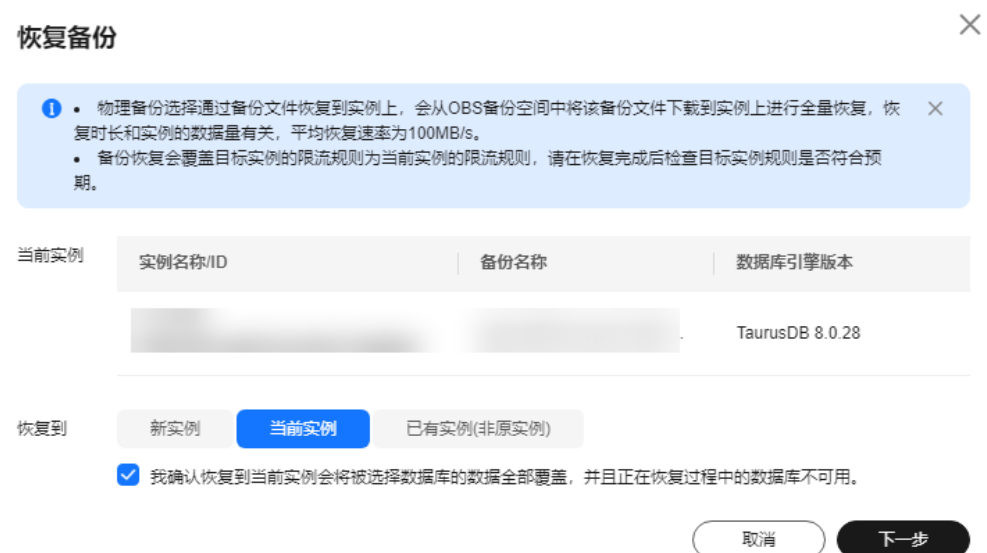 恢复备份
• 物理备份选择通过备份文件恢复到实例上，会从OBS备份空间中将该备份文件下载到实例上进行全量恢复，恢
复时长和实例的数据量有关，平均恢复速率为100MB/s。
• 备份恢复会覆盖目标实例的限流规则为当前实例的限流规则，请在恢复完成后检查目标实例规则是否符合预
期。
当前实例 实例名称/ID 备份名称 数据库引擎版本
TaurusDB 8.0.28
恢复到 新实例 当前实例 已有实例(非原实例)
我确认恢复到当前实例会将被选择数据库的数据全部覆盖，并且正在恢复过程中的数据库不可用。
取消 下一步